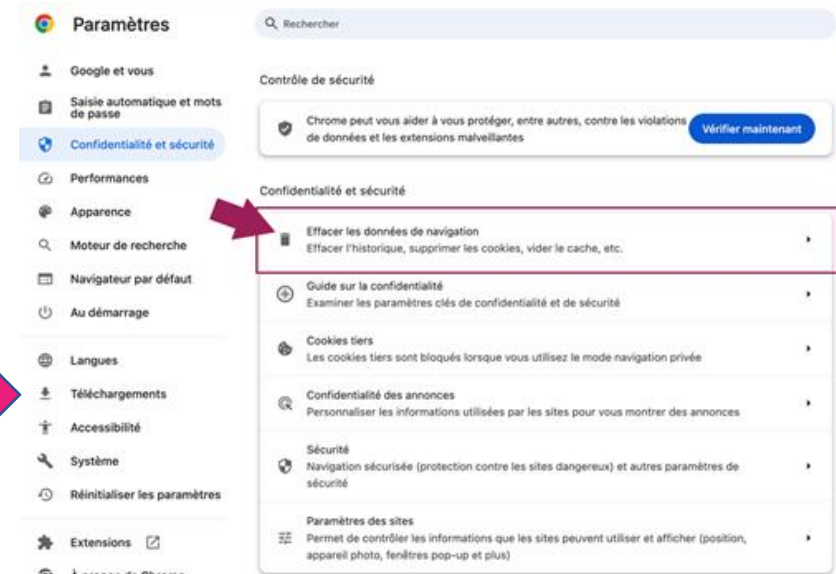 Paramètres
Rechercher
Google et vous
Saisie automatique et mots
de passe
Confidentialité et sécurité
Performances
Apparence
Moteur de recherche
Navigateur par défaut
Au démarrage
Langues
Téléchargements
Accessibilité
Système
Réinitialiser les paramètres
Extensions
Contrôle de sécurité
Chrome peut vous aider à vous protéger, entre autres, contre les violations
de données et les extensions malveillantes
Vérifier maintenant
Confidentialité et sécurité
Effacer les données de navigation
Effacer l'historique, supprimer les cookies, vider le cache, etc.
Guide sur la confidentialité
Examiner les paramètres clés de confidentialité et de sécurité
Cookies tiers
Les cookies tiers sont bloqués lorsque vous utilisez le mode navigation privée
Confidentialité des annonces
Personnaliser les informations utilisées par les sites pour vous montrer des annonces
Sécurité
Navigation sécurisée (protection contre les sites dangereux) et autres paramètres de
sécurité
Paramètres des sites
Permet de contrôler les informations que les sites peuvent utiliser et afficher (position,
appareil photo, fenêtres pop-up et plus)